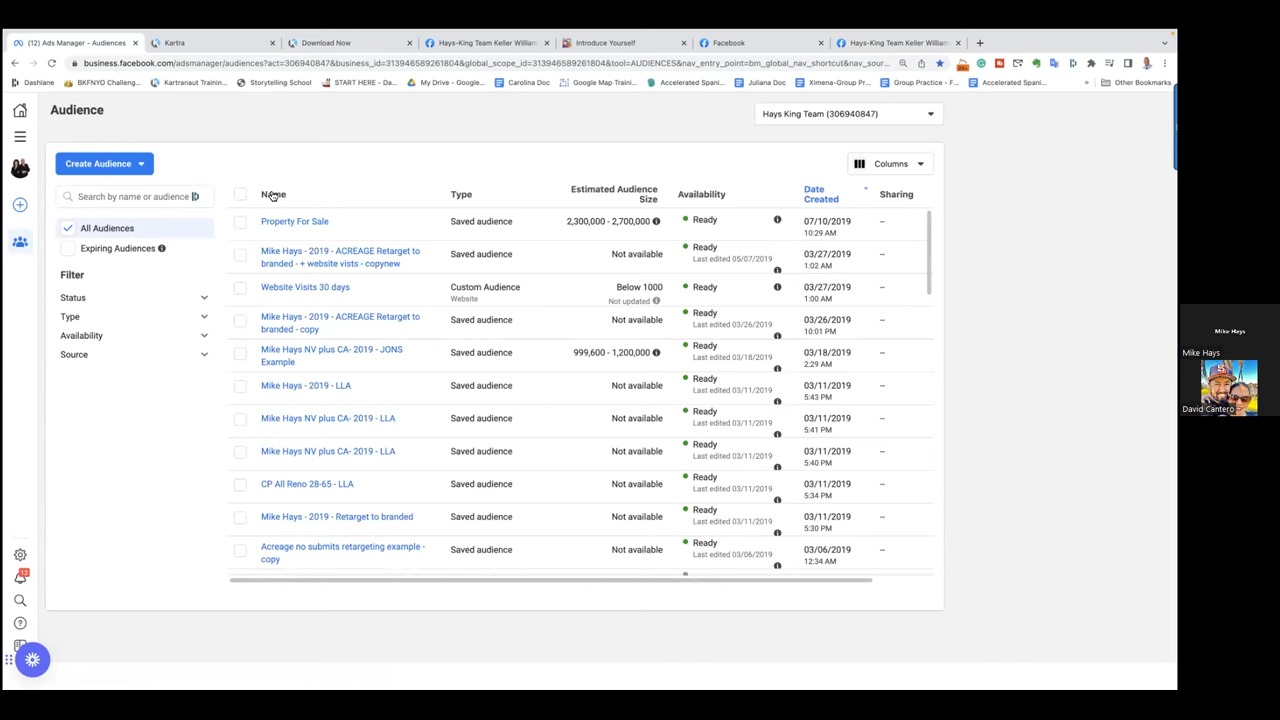 (12) Ads Manager - Audiences
Kartra
Download Now
Hays-King Team Keller William
Introduce Yourself
Facebook
Hays-King Team Keller William
business.facebook.com/adsmanager/audiences?act=306940847&business_id=313946589261804&global_scope_id=313946589261804&tool=AUDIENCES&nav_entry_point=bm_global_nav_shortcut&nav_sour...
Dashlane
BKFNYO Challeng...
Kartranaut Trainin...
Storytelling School
START HERE - Da...
My Drive - Google...
Carolina Doc
Google Map Traini...
Accelerated Spani...
Juliana Doc
Ximena-Group Pr...
Group Practice - F...
Accelerated Spani...
»
Other Bookmarks
Audience
Hays King Team (306940847)
Create Audience
Columns
Search by name or audience
All Audiences
Expiring Audiences
Filter
Status
Type
Availability
Source
Name Type Estimated Audience Size Availability Date Created Sharing
Property For Sale Saved audience 2,300,000 - 2,700,000 Ready 07/10/2019 --
10:29 AM
Mike Hays - 2019 - ACREAGE Retarget to Saved audience Not available Ready 03/27/2019 --
branded - + website vists - copynew Last edited 05/07/2019 1:02 AM
Website Visits 30 days Custom Audience Below 1000 Ready 03/27/2019 --
Website Not updated 1:00 AM
Mike Hays - 2019 - ACREAGE Retarget to Saved audience Not available Ready 03/26/2019 --
branded - copy Last edited 03/26/2019 10:01 PM
Mike Hays NV plus CA- 2019 - JONS Saved audience 999,600 - 1,200,000 Ready 03/18/2019 --
Example Last edited 03/18/2019 2:29 AM
Mike Hays - 2019 - LLA Saved audience Not available Ready 03/11/2019 --
Last edited 03/11/2019 5:43 PM
Mike Hays NV plus CA- 2019 - LLA Saved audience Not available Ready 03/11/2019 --
Last edited 03/11/2019 5:41 PM
Mike Hays NV plus CA- 2019 - LLA Saved audience Not available Ready 03/11/2019 --
Last edited 03/11/2019 5:40 PM
CP All Reno 28-65 - LLA Saved audience Not available Ready 03/11/2019 --
Last edited 03/11/2019 5:34 PM
Mike Hays - 2019 - Retarget to branded Saved audience Not available Ready 03/11/2019 --
Last edited 03/11/2019 5:30 PM
Acreage no submits retargeting example - Saved audience Not available Ready 03/06/2019 --
copy Last edited 03/06/2019 12:34 AM
Mike Hays
Mike Hays
David Cantero